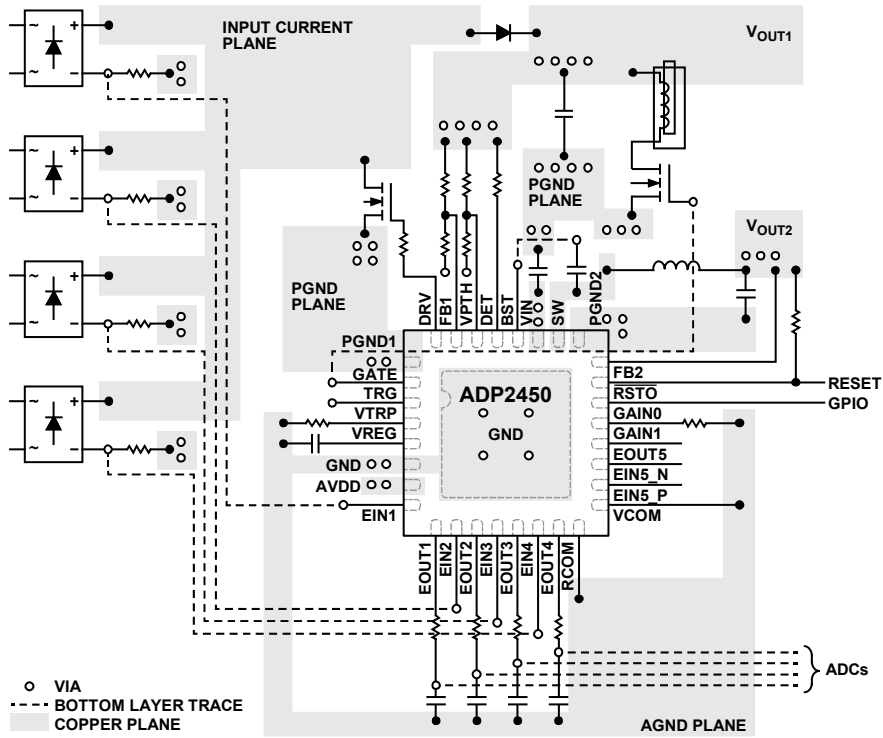 INPUT CURRENT
PLANE
VOUT1
~ +
~ −
~ +
~ −
~ +
~ −
~ +
~ −
PGND
PLANE
VOUT2
PGND
PLANE
DRV
FB1
VPTH
DET
BST
VIN
SW
PGND2
PGND1
GATE
TRG
VTRP
VREG
GND
AVDD
EIN1
ADP2450
GND
FB2
RSTO
GAIN0
GAIN1
EOUT5
EIN5_N
EIN5_P
VCOM
RESET
GPIO
EOUT1
EIN2
EOUT2
EIN3
EOUT3
EIN4
EOUT4
RCOM
ADCs
VIA
BOTTOM LAYER TRACE
COPPER PLANE
AGND PLANE